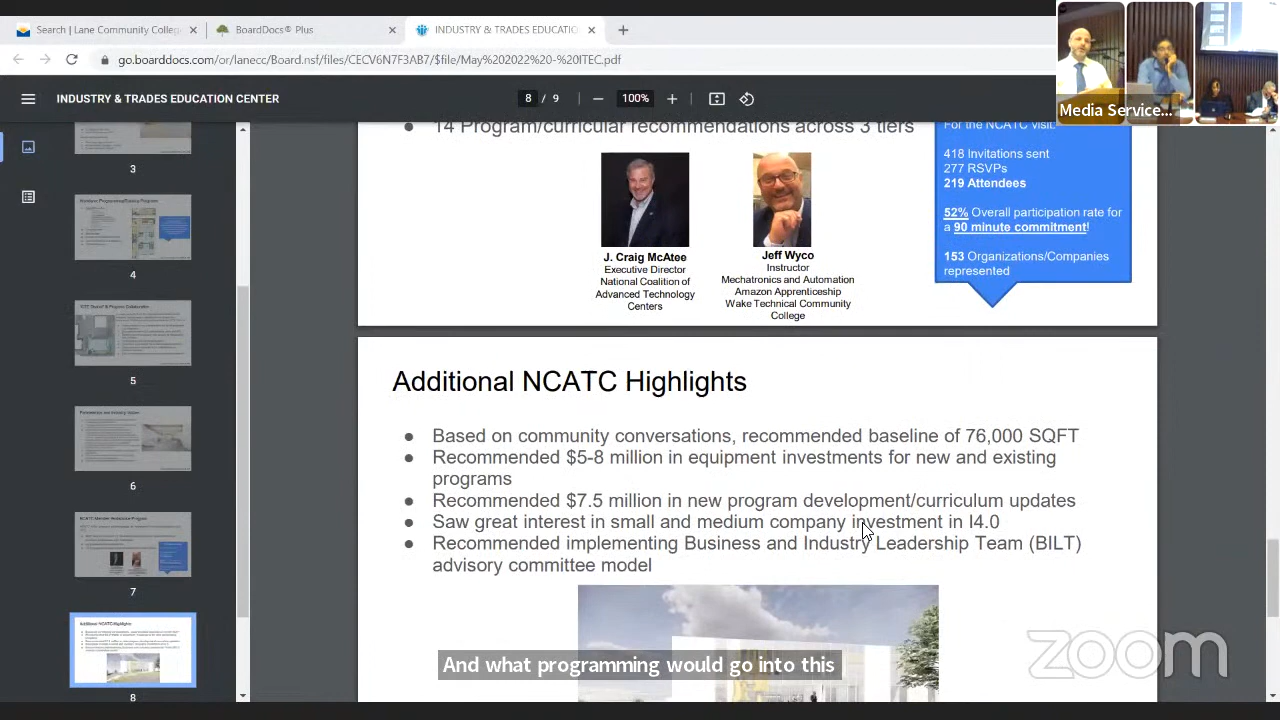 Search | Lane Community Colleg
BoardDocs® Plus
INDUSTRY & TRADES EDUCATIO
go.boarddocs.com/or/lanecc/Board.nsf/files/CECV6N7F3AB7/$file/May%202022%20-%20ITEC.pdf
INDUSTRY & TRADES EDUCATION CENTER
8 / 9
100%
Media Service...
3
4
5
6
7
8
14 Program/curricular recommendations across 3 tiers
J. Craig McAtee
Executive Director
National Coalition of
Advanced Technology
Centers
Jeff Wyco
Instructor
Mechatronics and Automation
Amazon Apprenticeship
Wake Technical Community
College
For the NCATC visit:
418 Invitations sent
277 RSVPs
219 Attendees
52% Overall participation rate for
a 90 minute commitment!
153 Organizations/Companies
represented
Additional NCATC Highlights
Based on community conversations, recommended baseline of 76,000 SQFT
Recommended $5-8 million in equipment investments for new and existing
programs
Recommended $7.5 million in new program development/curriculum updates
Saw great interest in small and medium company investment in I4.0
Recommended implementing Business and Industry Leadership Team (BILT)
advisory committee model
And what programming would go into this
zoom